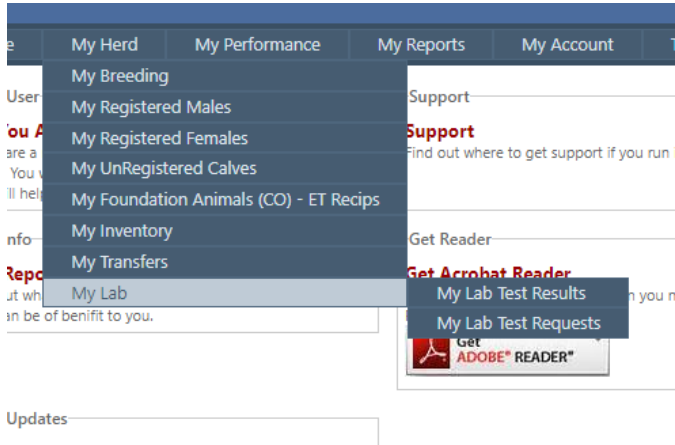 My Herd My Performance My Reports My Account
My Breeding
My Registered Males
My Registered Females
My UnRegistered Calves
My Foundation Animals (CO) - ET Recips
My Inventory
My Transfers
My Lab
My Lab Test Results
My Lab Test Requests
User
are a
You
Support
Support
Find out where to get support if you run
Get Reader
Get Acrobat Reader
you
an be of benifit to you.
Get
ADOBE® READER®
Updates